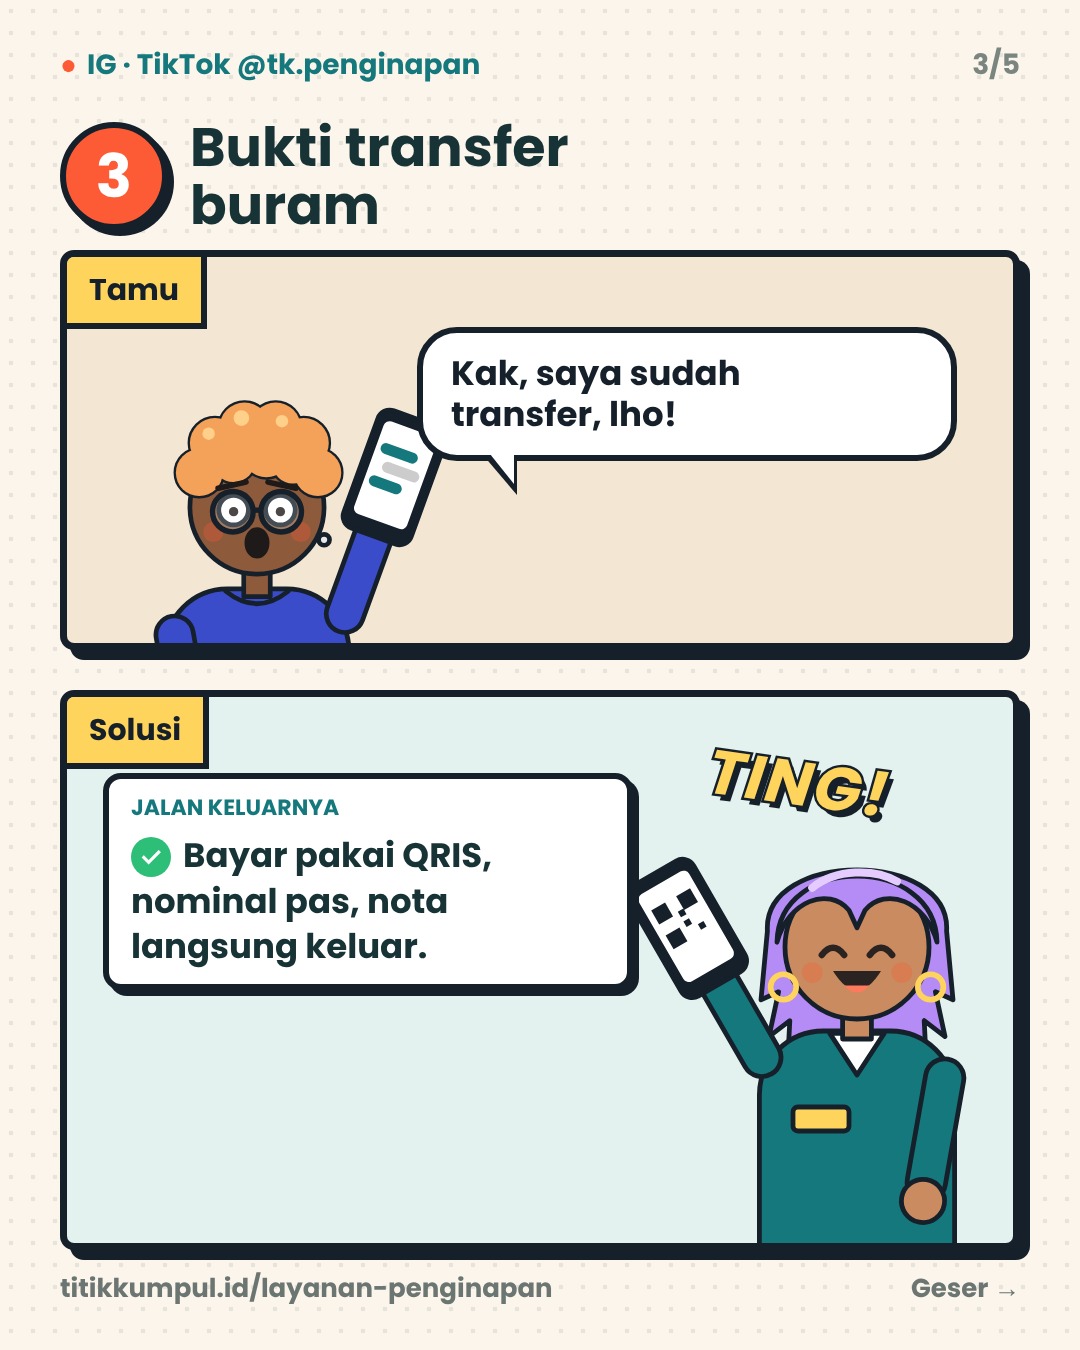 IG · TikTok @tk.penginapan
3/5
3
Bukti transfer
buram
Tamu
Kak, saya sudah
transfer, lho!
Solusi
TING!
JALAN KELUARNYA
Bayar pakai QRIS,
nominal pas, nota
langsung keluar.
titikkumpul.id/layanan-penginapan
Geser →